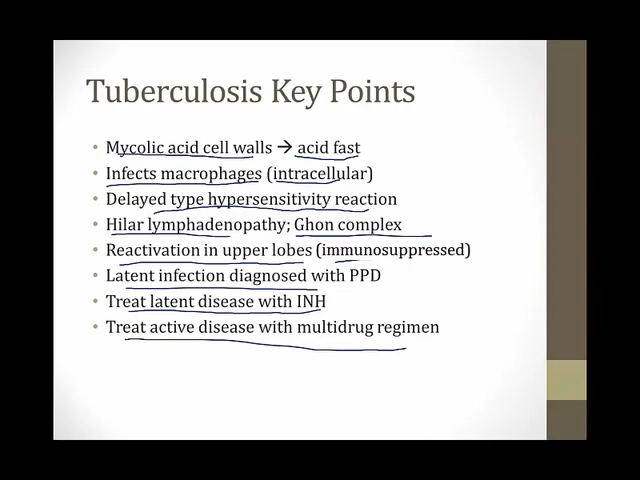 Tuberculosis Key Points
• Mycolic acid cell walls → acid fast
• Infects macrophages (intracellular)
• Delayed type hypersensitivity reaction
• Hilar lymphadenopathy; Ghon complex
• Reactivation in upper lobes (immunosuppressed)
• Latent infection diagnosed with PPD
• Treat latent disease with INH
• Treat active disease with multidrug regimen